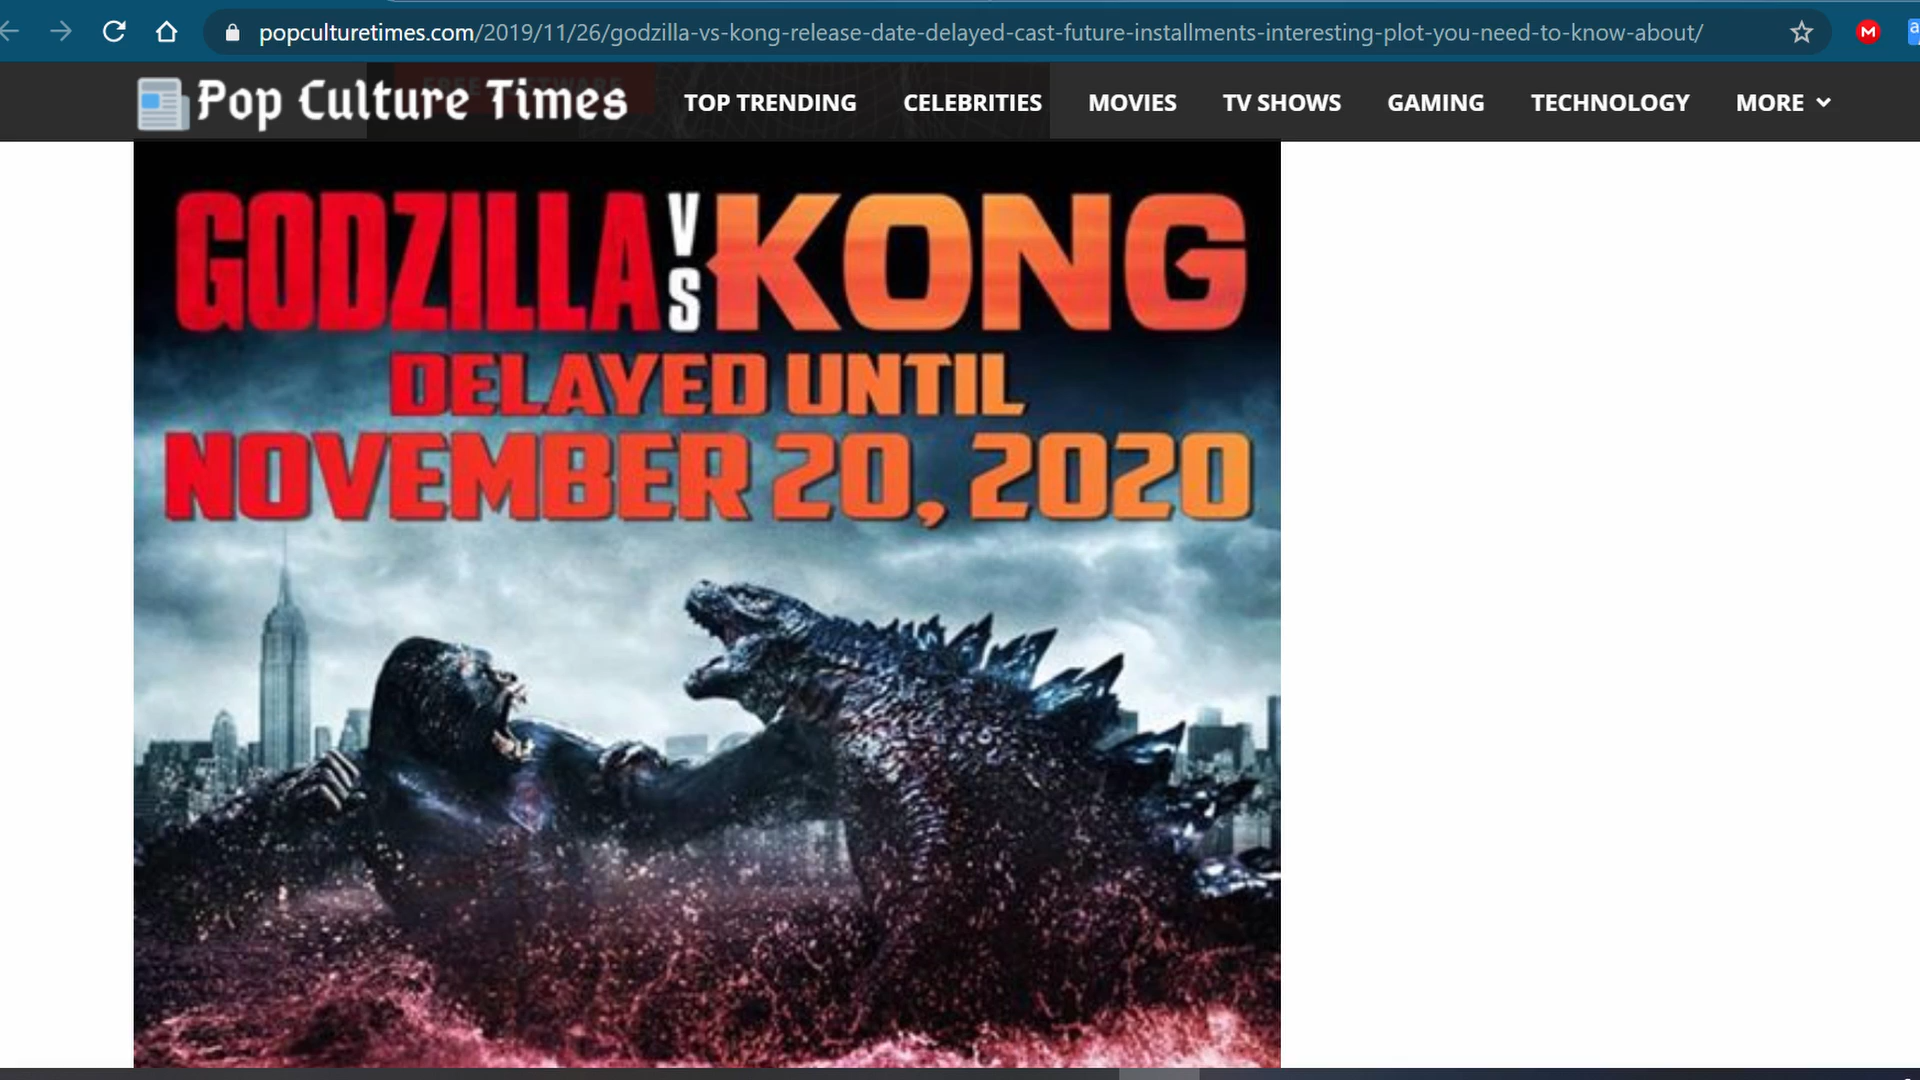 popculturetimes.com/2019/11/26/godzilla-vs-kong-release-date-delayed-cast-future-installments-interesting-plot-you-need-to-know-about/
M
a
Pop Culture Times TOP TRENDING CELEBRITIES MOVIES TV SHOWS GAMING TECHNOLOGY MORE
GODZILLA VS KONG
DELAYED UNTIL
NOVEMBER 20, 2020